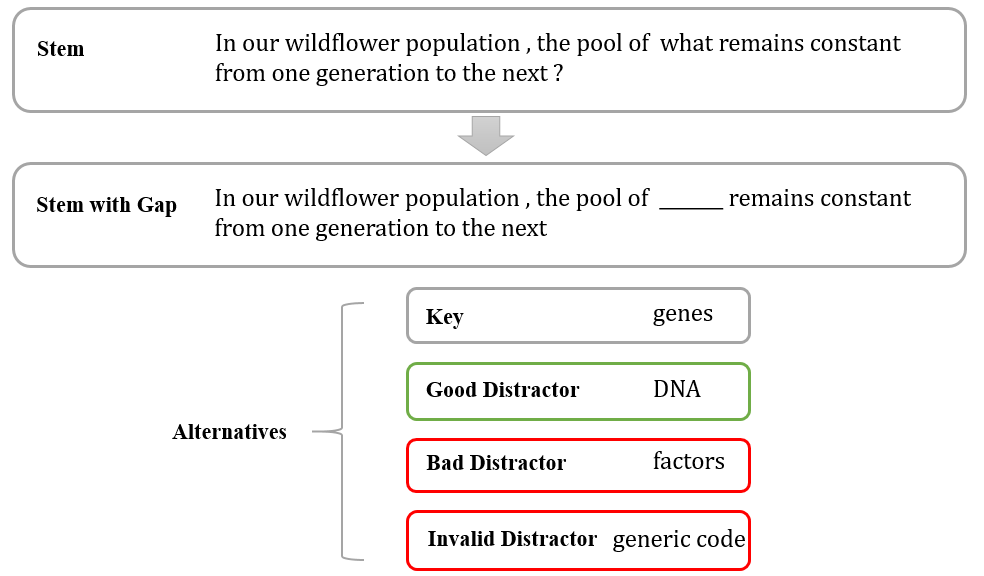 Stem
In our wildflower population , the pool of what remains constant
from one generation to the next ?
Stem with Gap
In our wildflower population , the pool of ______ remains constant
from one generation to the next
Key genes
Good Distractor DNA
Alternatives
Bad Distractor factors
Invalid Distractor generic code